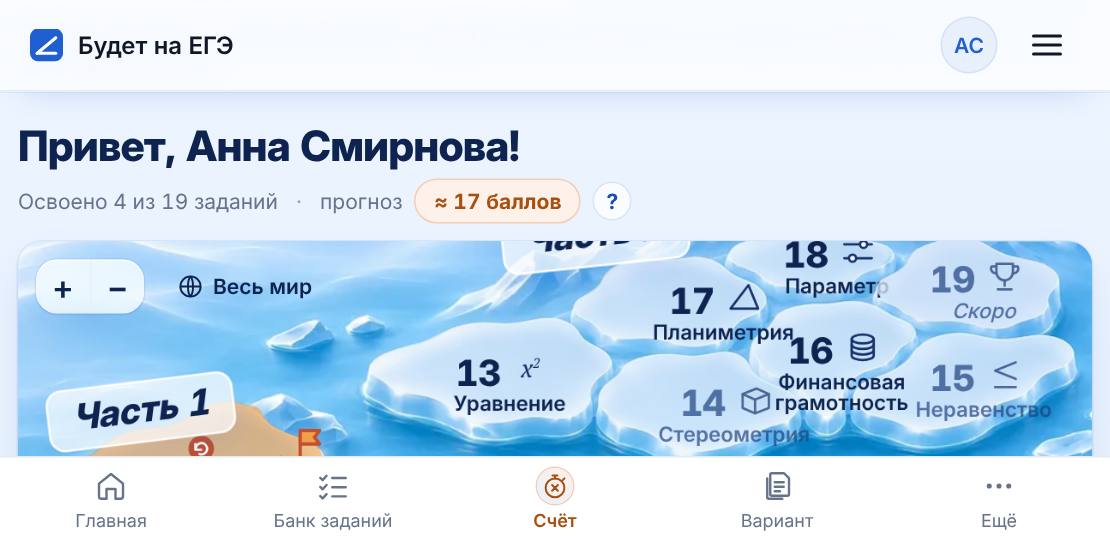 Будет на ЕГЭ
АС
Привет, Анна Смирнова!
Освоено 4 из 19 заданий · прогноз ≈ 17 баллов ?
+ −
Весь мир
Часть
18
Параметр
19
Скоро
17
Планиметрия
16
Финансовая
грамотность
13 x²
Уравнение
14
Стереометрия
15 ≤
Неравенство
Часть 1
Главная
Банк заданий
Счёт
Вариант
Ещё